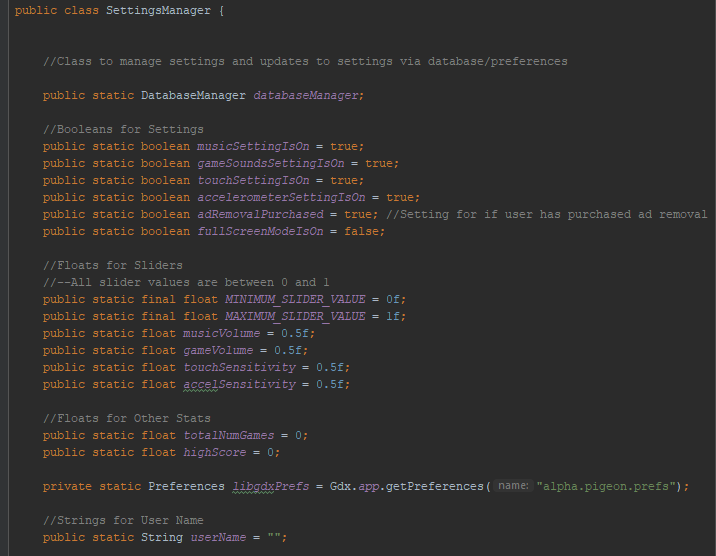 public class SettingsManager {
//Class to manage settings and updates to settings via database/preferences
public static DatabaseManager databaseManager;
//Booleans for Settings
public static boolean musicSettingIsOn = true;
public static boolean gameSoundsSettingIsOn = true;
public static boolean touchSettingIsOn = true;
public static boolean accelerometerSettingIsOn = true;
public static boolean adRemovalPurchased = true; //Setting for if user has purchased ad removal
public static boolean fullScreenModeIsOn = false;
//Floats for Sliders
//--All slider values are between 0 and 1
public static final float MINIMUM_SLIDER_VALUE = 0f;
public static final float MAXIMUM_SLIDER_VALUE = 1f;
public static float musicVolume = 0.5f;
public static float gameVolume = 0.5f;
public static float touchSensitivity = 0.5f;
public static float accelSensitivity = 0.5f;
//Floats for Other Stats
public static float totalNumGames = 0;
public static float highScore = 0;
private static Preferences libgdxPrefs = Gdx.app.getPreferences( name: "alpha.pigeon.prefs");
//Strings for User Name
public static String userName = "";